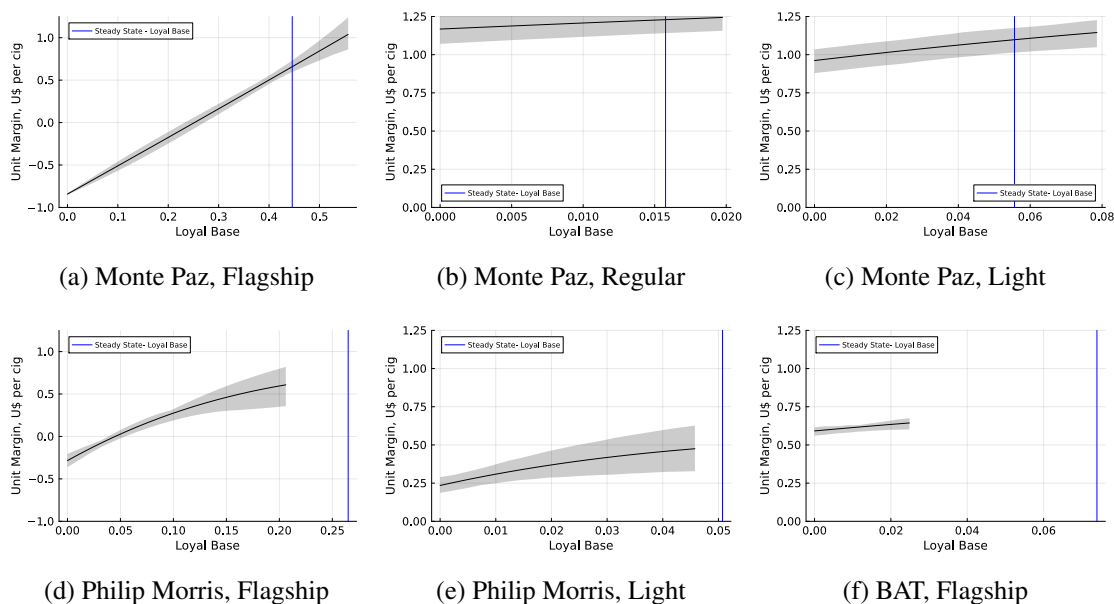 Unit Margin, U$ per cig
1.0
0.5
0.0
−0.5
−1.0
Steady State - Loyal Base
0.0 0.1 0.2 0.3 0.4 0.5
Loyal Base
(a) Monte Paz, Flagship
Unit Margin, U$ per cig
1.25
1.00
0.75
0.50
0.25
0.00
Steady State- Loyal Base
0.000 0.005 0.010 0.015 0.020
Loyal Base
(b) Monte Paz, Regular
Unit Margin, U$ per cig
1.25
1.00
0.75
0.50
0.25
0.00
Steady State- Loyal Base
0.00 0.02 0.04 0.06 0.08
Loyal Base
(c) Monte Paz, Light
Unit Margin, U$ per cig
1.0
0.5
0.0
−0.5
−1.0
Steady State- Loyal Base
0.00 0.05 0.10 0.15 0.20 0.25
Loyal Base
(d) Philip Morris, Flagship
Unit Margin, U$ per cig
1.25
1.00
0.75
0.50
0.25
0.00
Steady State- Loyal Base
0.00 0.01 0.02 0.03 0.04 0.05
Loyal Base
(e) Philip Morris, Light
Unit Margin, U$ per cig
1.25
1.00
0.75
0.50
0.25
0.00
Steady State- Loyal Base
0.00 0.02 0.04 0.06
Loyal Base
(f) BAT, Flagship